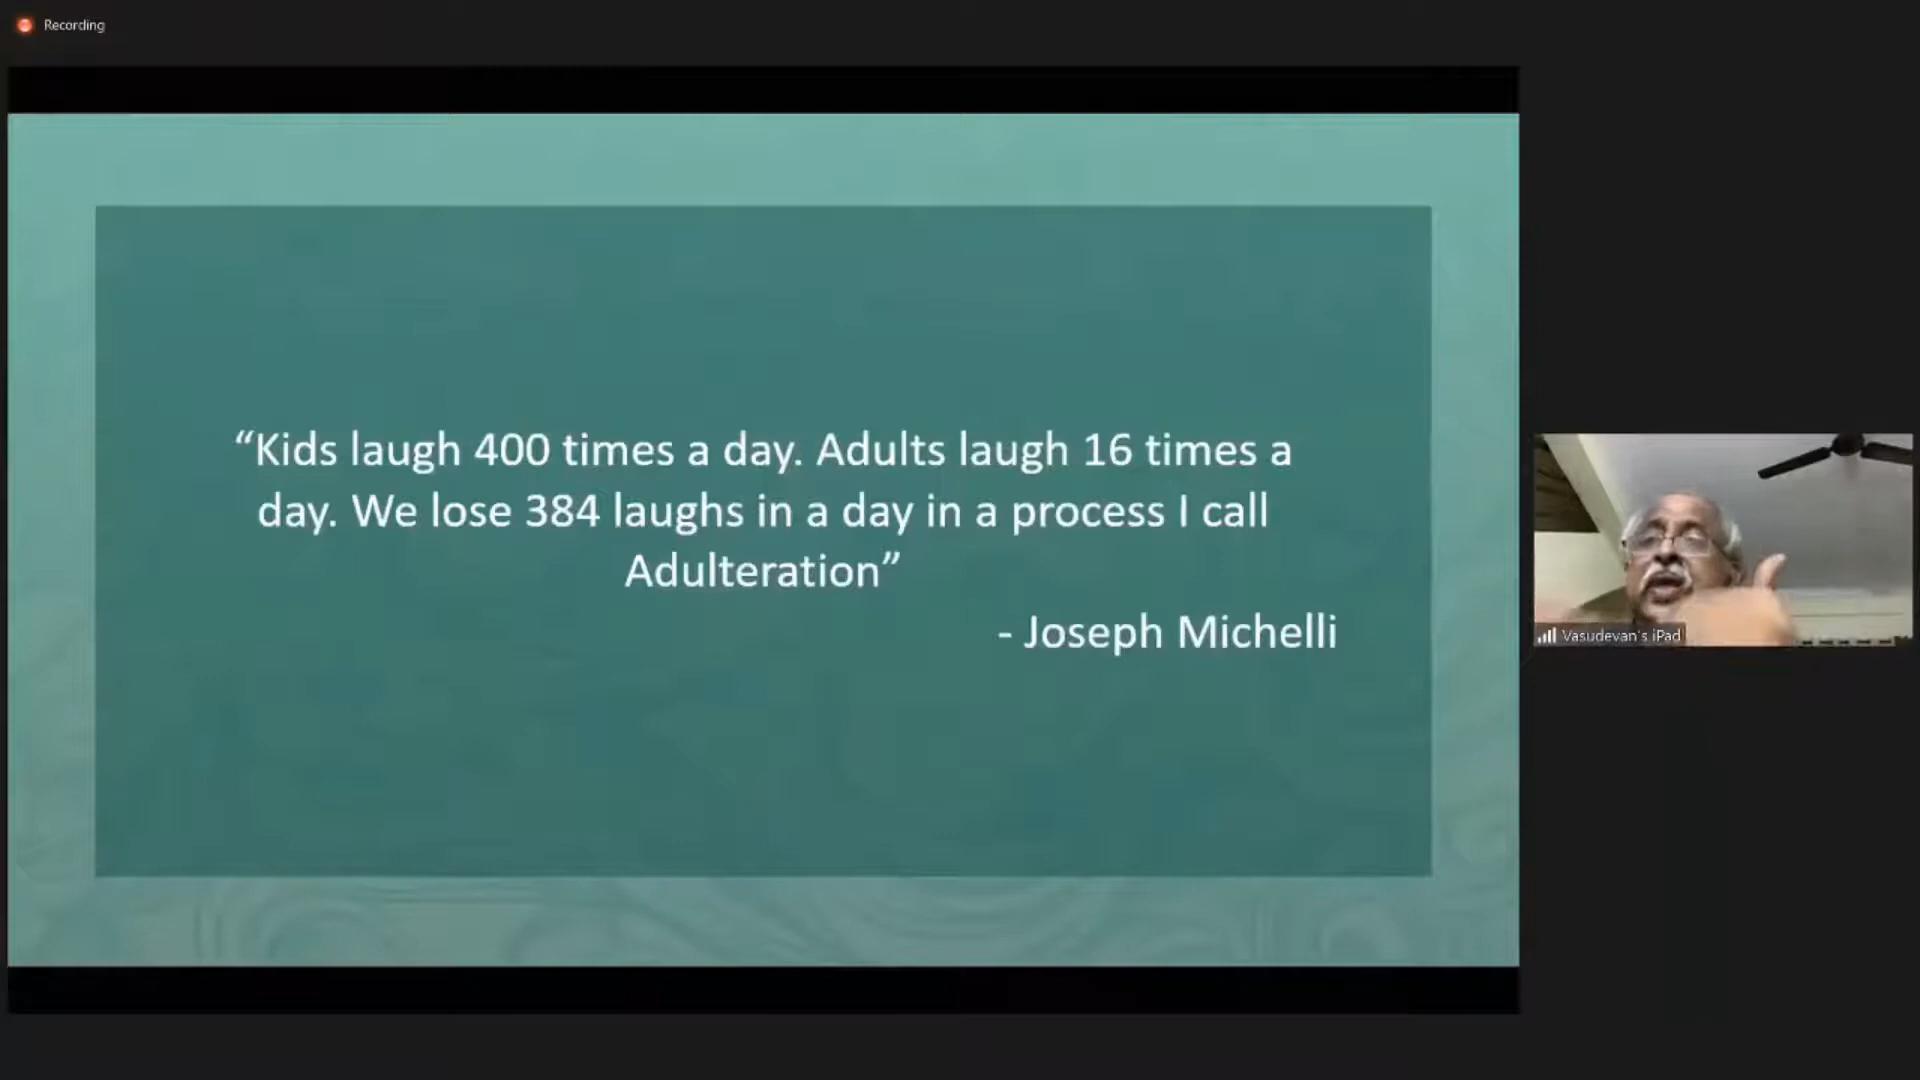 Recording
“Kids laugh 400 times a day. Adults laugh 16 times a
day. We lose 384 laughs in a day in a process I call
Adulteration”
- Joseph Michelli
Vasudevan's iPad